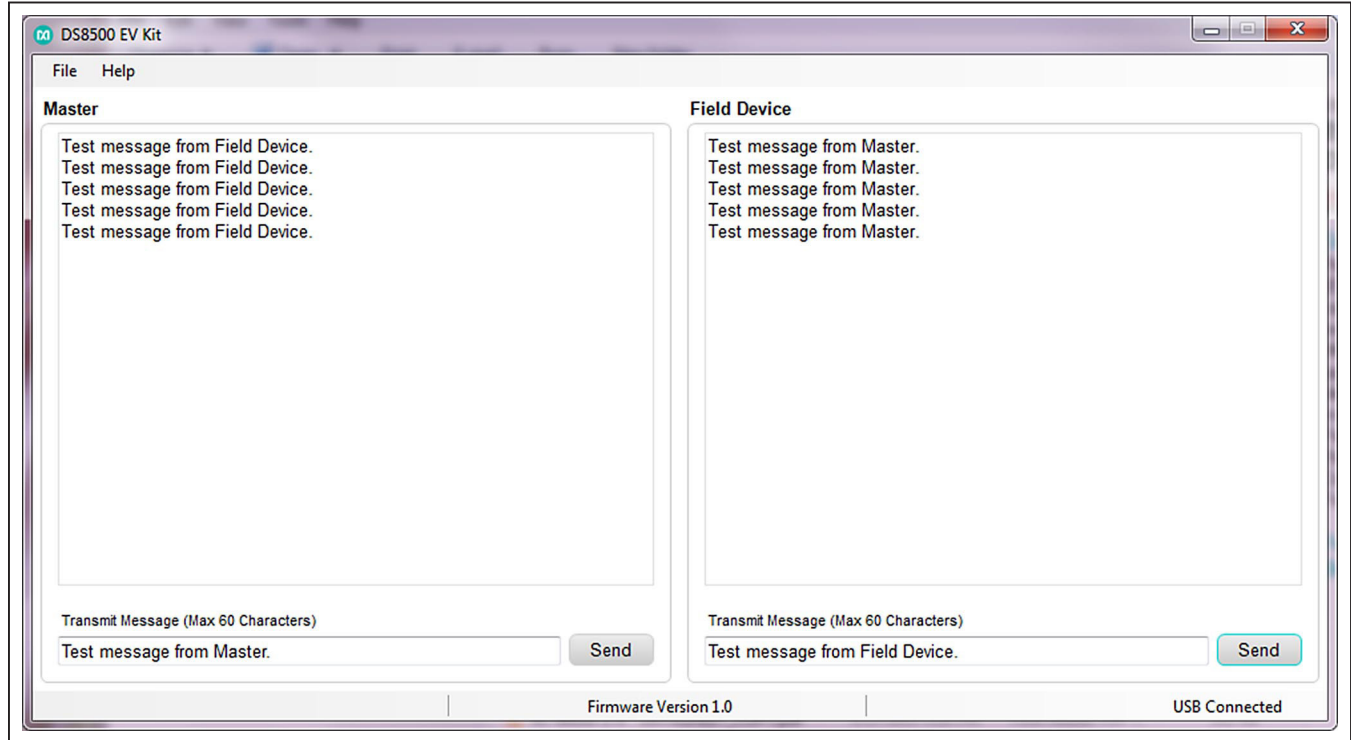 DS8500 EV Kit
File Help
Master
Test message from Field Device.
Test message from Field Device.
Test message from Field Device.
Test message from Field Device.
Test message from Field Device.
Transmit Message (Max 60 Characters)
Test message from Master.
Send
Field Device
Test message from Master.
Test message from Master.
Test message from Master.
Test message from Master.
Test message from Master.
Transmit Message (Max 60 Characters)
Test message from Field Device.
Send
Firmware Version 1.0
USB Connected